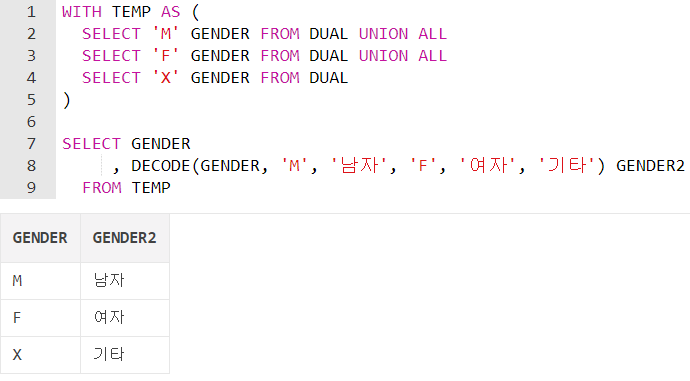 1 WITH TEMP AS (
2 SELECT 'M' GENDER FROM DUAL UNION ALL
3 SELECT 'F' GENDER FROM DUAL UNION ALL
4 SELECT 'X' GENDER FROM DUAL
5 )
6
7 SELECT GENDER
8 , DECODE(GENDER, 'M', '남자', 'F', '여자', '기타') GENDER2
9 FROM TEMP
GENDER GENDER2
M 남자
F 여자
X 기타